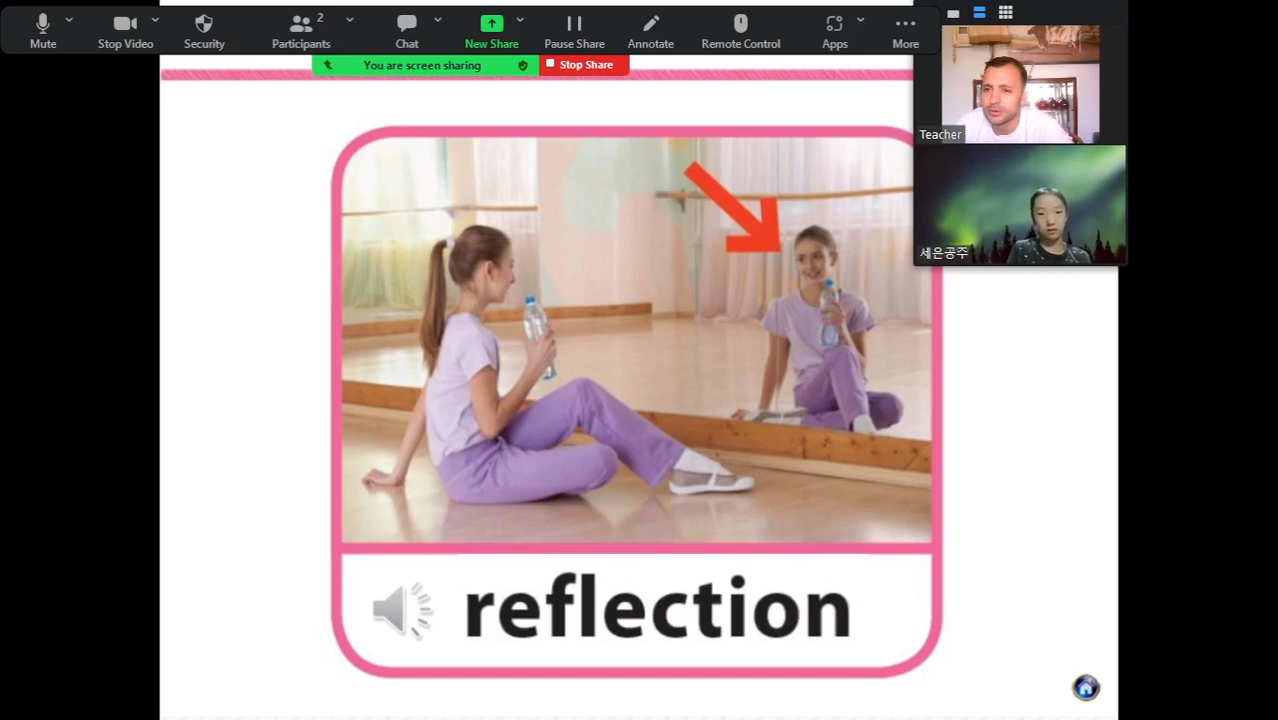 2
Mute Stop Video Security Participants Chat New Share Pause Share Annotate Remote Control Apps More
You are screen sharing Stop Share
Teacher
세은공주
reflection